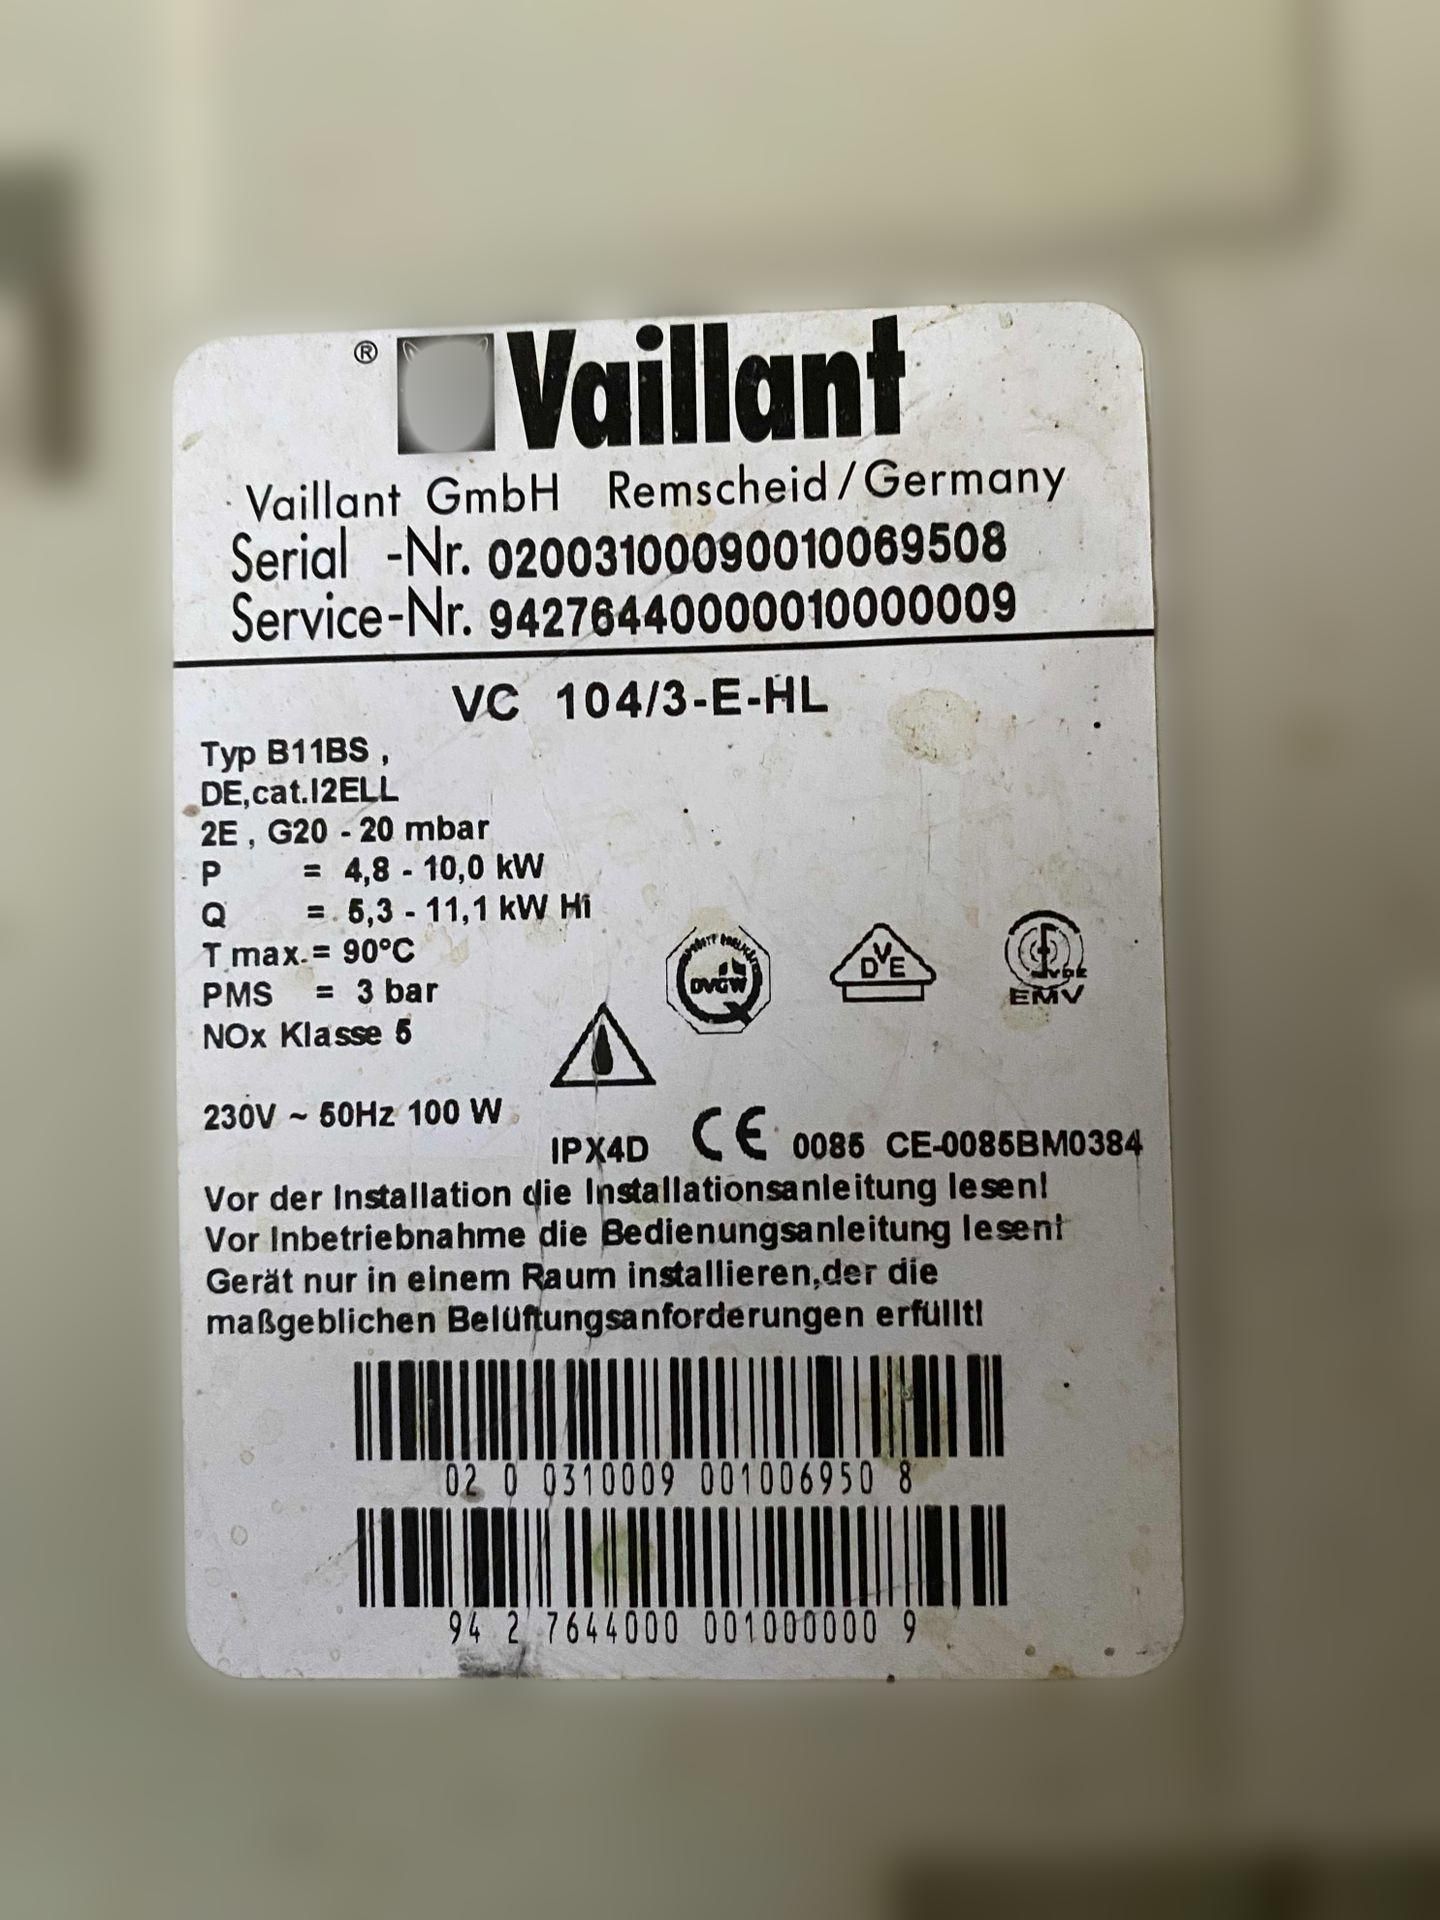 ® Vaillant
Vaillant GmbH Remscheid/Germany
Serial -Nr. 02003100090010069508
Service-Nr. 94276440000010000009
VC 104/3-E-HL
Typ B11BS ,
DE,cat.I2ELL
2E , G20 - 20 mbar
P = 4,8 - 10,0 kW
Q = 5,3 - 11,1 kW Hi
T max. = 90°C
PMS = 3 bar
NOx Klasse 5
DVGW
DVE
VDE
EMV
230V ~ 50Hz 100 W
IPX4D CE 0085 CE-0085BM0384
Vor der Installation die Installationsanleitung lesen!
Vor Inbetriebnahme die Bedienungsanleitung lesen!
Gerät nur in einem Raum installieren,der die
maßgeblichen Belüftungsanforderungen erfüllt!
02 0 0310009 001006950 8
94 2 7644000 001000000 9